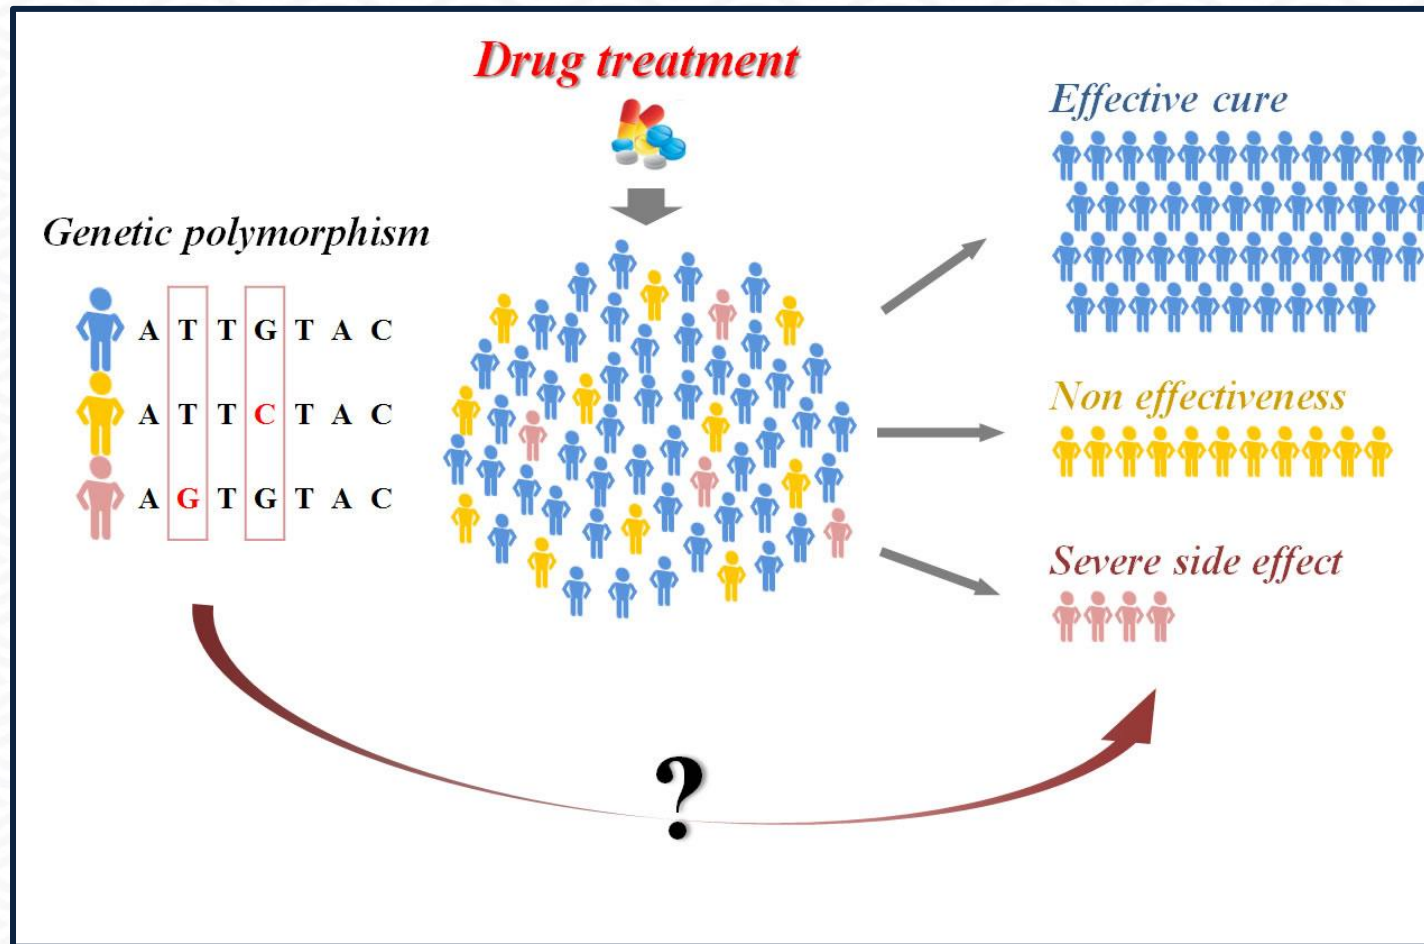 Drug treatment
Effective cure
Genetic polymorphism
A T T G T A C
A T T C T A C
A G T G T A C
Non effectiveness
Severe side effect
?